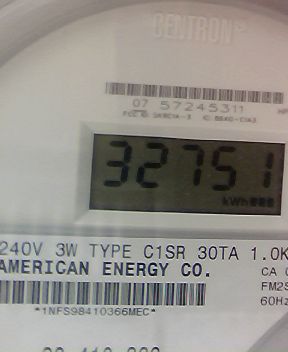 CENTRON
07 57245311
32751
kWh
240V 3W TYPE C1SR 30TA 1.0K
AMERICAN ENERGY CO.
CA
FM2S
60Hz
*1NFS98410366MEC*